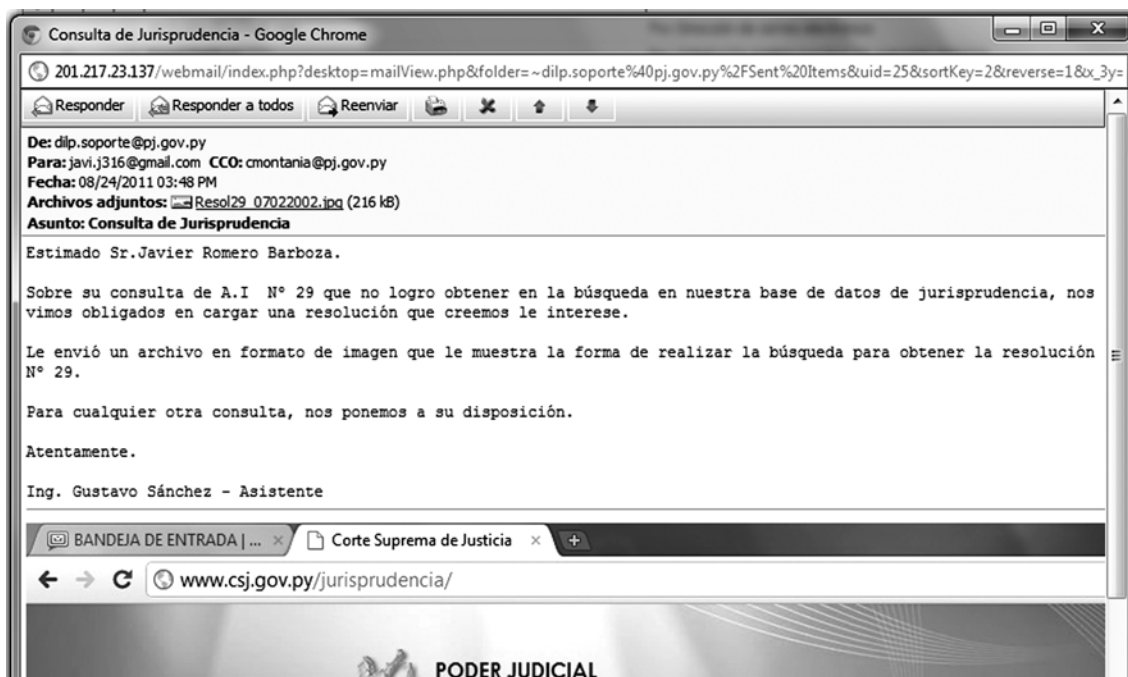 Consulta de Jurisprudencia - Google Chrome
201.217.23.137/webmail/index.php?desktop=mailView.php&folder=~dilp.soporte%40pj.gov.py%2FSent%20Items&uid=25&sortKey=2&reverse=1&x_3y=
Responder Responder a todos Reenviar
De: dilp.soporte@pj.gov.py
Para: javi.j316@gmail.com CCO: cmontania@pj.gov.py
Fecha: 08/24/2011 03:48 PM
Archivos adjuntos: Resol29_07022002.jpg (216 kB)
Asunto: Consulta de Jurisprudencia
Estimado Sr.Javier Romero Barboza.
Sobre su consulta de A.I Nº 29 que no logro obtener en la búsqueda en nuestra base de datos de jurisprudencia, nos
vimos obligados en cargar una resolución que creemos le interese.
Le envió un archivo en formato de imagen que le muestra la forma de realizar la búsqueda para obtener la resolución
Nº 29.
Para cualquier otra consulta, nos ponemos a su disposición.
Atentamente.
Ing. Gustavo Sánchez - Asistente
BANDEJA DE ENTRADA | ... Corte Suprema de Justicia
www.csj.gov.py/jurisprudencia/
PODER JUDICIAL